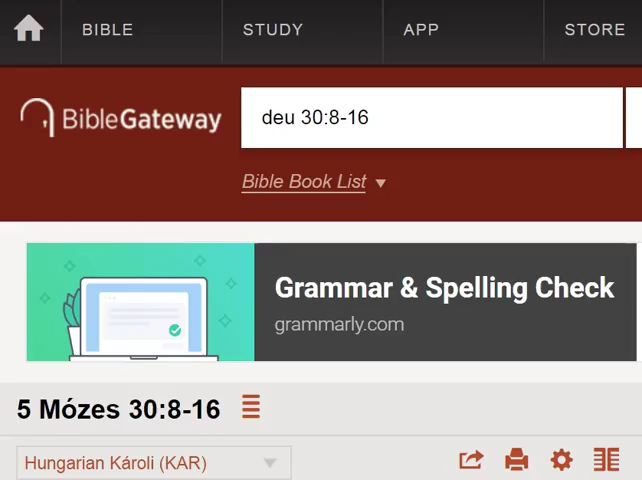 BIBLE STUDY APP STORE
BibleGateway
deu 30:8-16
Bible Book List
Grammar & Spelling Check
grammarly.com
5 Mózes 30:8-16
Hungarian Károli (KAR)